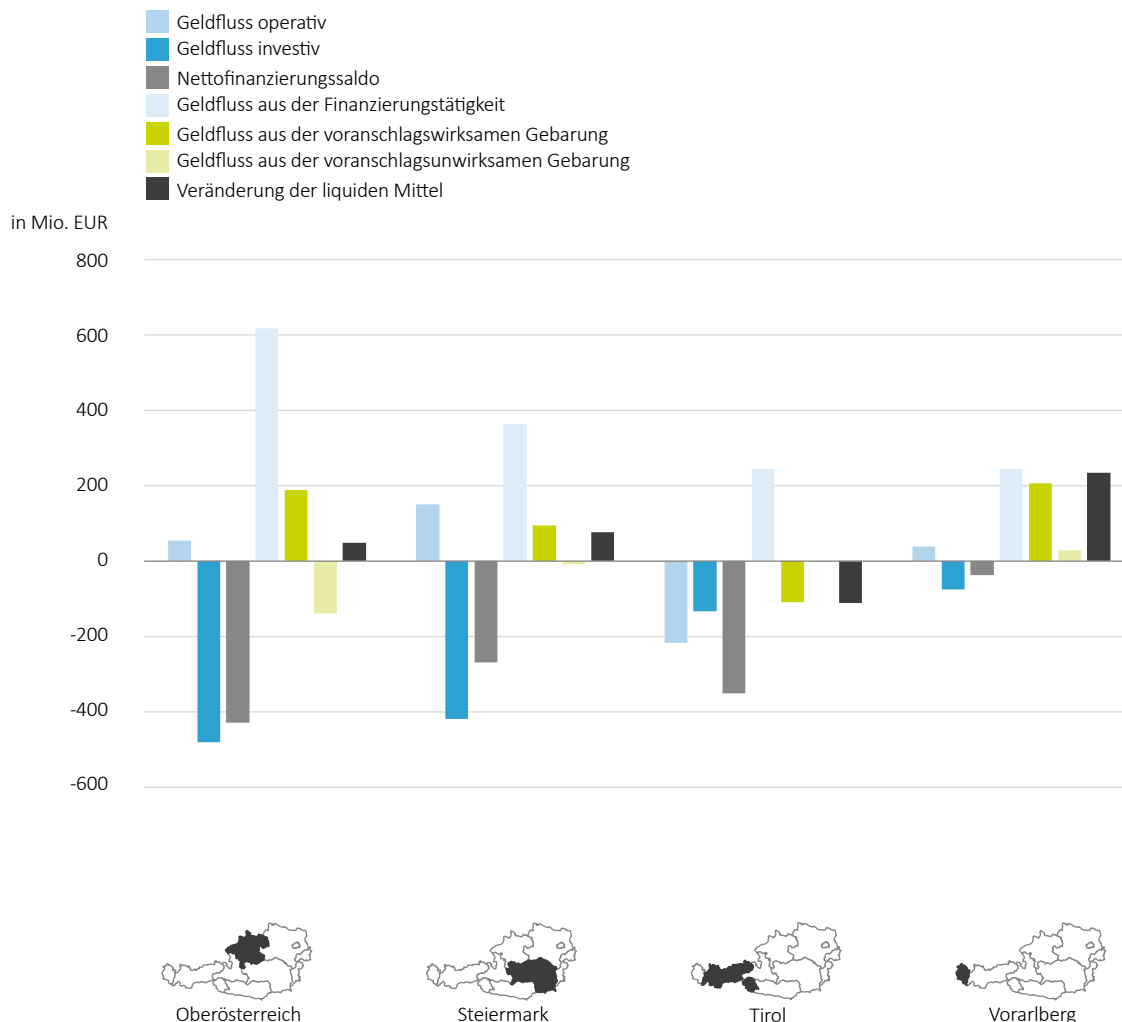 Geldfluss operativ
Geldfluss investiv
Nettofinanzierungssaldo
Geldfluss aus der Finanzierungstätigkeit
Geldfluss aus der voranschlagswirksamen Gebarung
Geldfluss aus der voranschlagsunwirksamen Gebarung
Veränderung der liquiden Mittel
in Mio. EUR
800
600
400
200
0
-200
-400
-600
Oberösterreich
Steiermark
Tirol
Vorarlberg